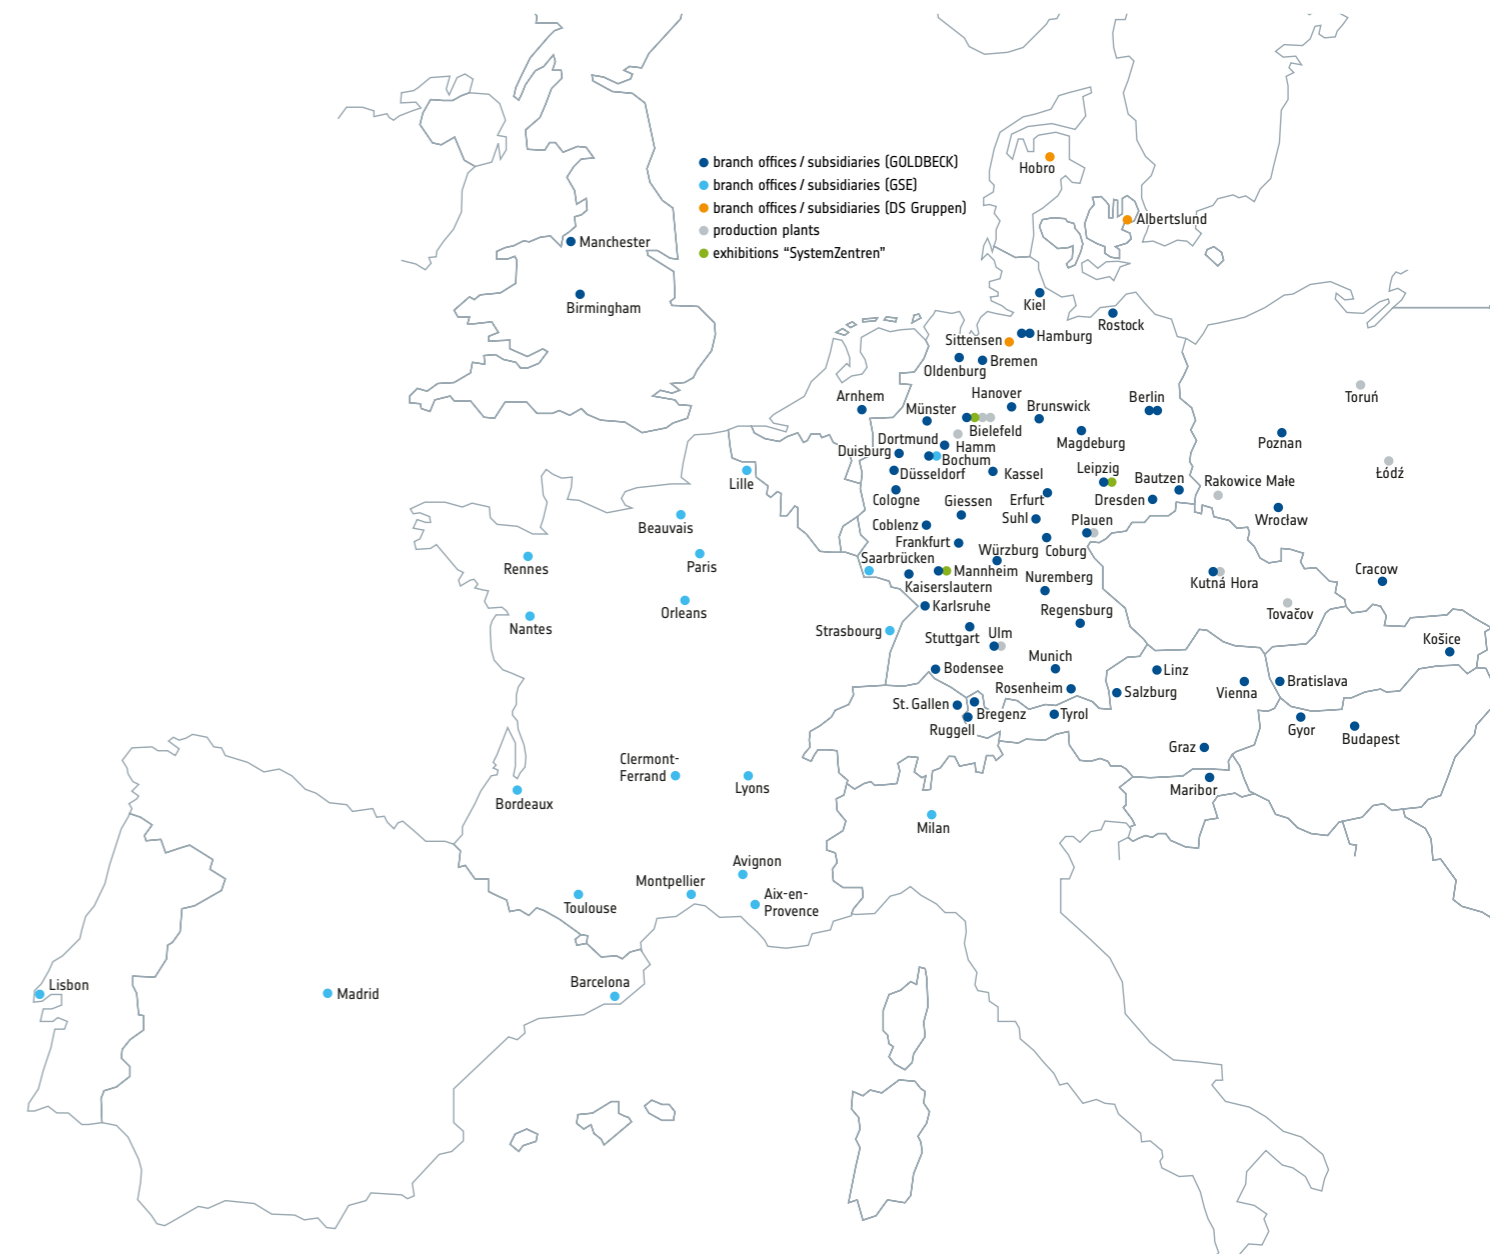 branch offices / subsidiaries (GOLDBECK)
branch offices / subsidiaries (GSE)
branch offices / subsidiaries (DS Gruppen)
production plants
exhibitions “SystemZentren”
Hobro
Albertslund
Manchester
Birmingham
Kiel
Rostock
Sittensen
Hamburg
Oldenburg
Bremen
Arnhem
Hanover
Münster
Brunswick
Berlin
Toruń
Bielefeld
Magdeburg
Poznan
Dortmund
Hamm
Duisburg
Bochum
Łódź
Lille
Düsseldorf
Kassel
Leipzig
Bautzen
Rakowice Małe
Cologne
Giessen
Erfurt
Dresden
Beauvais
Coblenz
Suhl
Plauen
Wrocław
Frankfurt
Würzburg
Coburg
Rennes
Paris
Saarbrücken
Mannheim
Cracow
Kaiserslautern
Nuremberg
Kutná Hora
Nantes
Orleans
Karlsruhe
Regensburg
Tovačov
Strasbourg
Stuttgart
Ulm
Košice
Bodensee
Munich
Linz
Rosenheim
Salzburg
Vienna
Bratislava
St. Gallen
Bregenz
Tyrol
Ruggell
Gyor
Budapest
Graz
Clermont-
Ferrand
Lyons
Maribor
Bordeaux
Milan
Avignon
Montpellier
Aix-en-
Provence
Toulouse
Lisbon
Madrid
Barcelona